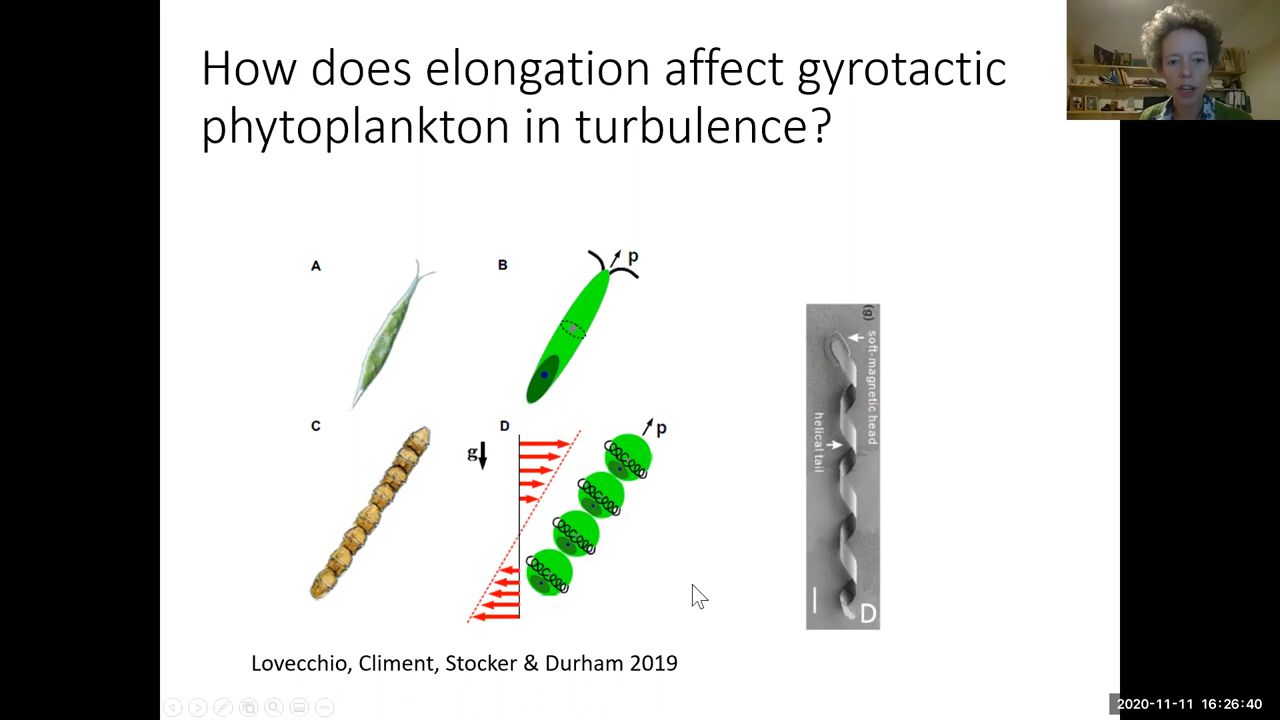 How does elongation affect gyrotactic
phytoplankton in turbulence?
A
B
p
C
D
g
p
(g)
soft-magnetic head
helical tail
D
Lovecchio, Climent, Stocker & Durham 2019
2020-11-11 16:26:40